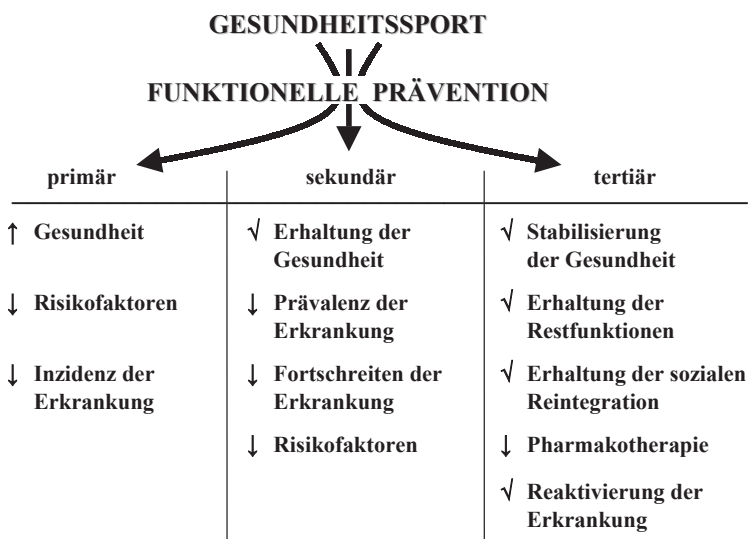 GESUNDHEITSSPORT
FUNKTIONELLE PRÄVENTION
primär
↑ Gesundheit
↓ Risikofaktoren
↓ Inzidenz der
Erkrankung
sekundär
√ Erhaltung der
Gesundheit
↓ Prävalenz der
Erkrankung
↓ Fortschreiten der
Erkrankung
↓ Risikofaktoren
tertiär
√ Stabilisierung
der Gesundheit
√ Erhaltung der
Restfunktionen
√ Erhaltung der sozialen
Reintegration
↓ Pharmakotherapie
√ Reaktivierung der
Erkrankung